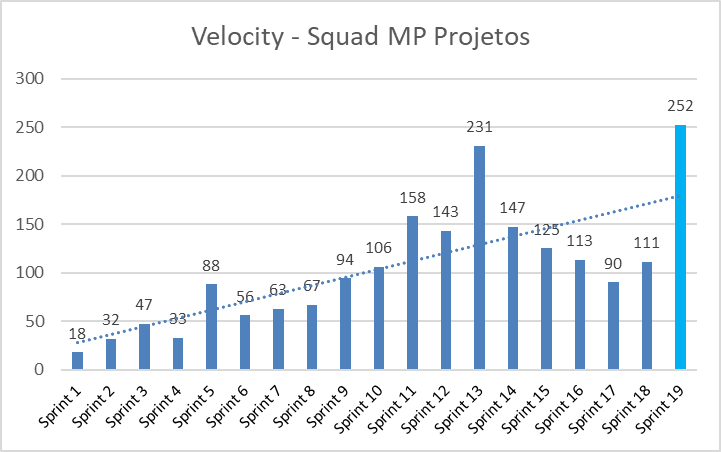 Velocity - Squad MP Projetos
300
250
200
150
100
50
0
18
32
47
33
88
56
63
67
94
106
158
143
231
147
125
113
90
111
252
Sprint 1
Sprint 2
Sprint 3
Sprint 4
Sprint 5
Sprint 6
Sprint 7
Sprint 8
Sprint 9
Sprint 10
Sprint 11
Sprint 12
Sprint 13
Sprint 14
Sprint 15
Sprint 16
Sprint 17
Sprint 18
Sprint 19